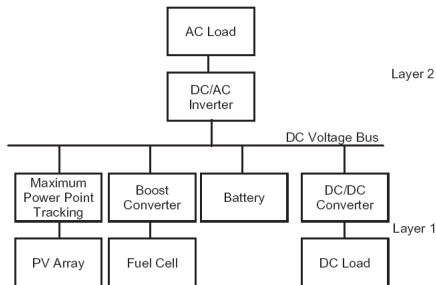 AC Load
Layer 2
DC/AC
Inverter
DC Voltage Bus
Maximum
Power Point
Tracking
Boost
Converter
Battery
DC/DC
Converter
Layer 1
PV Array
Fuel Cell
DC Load